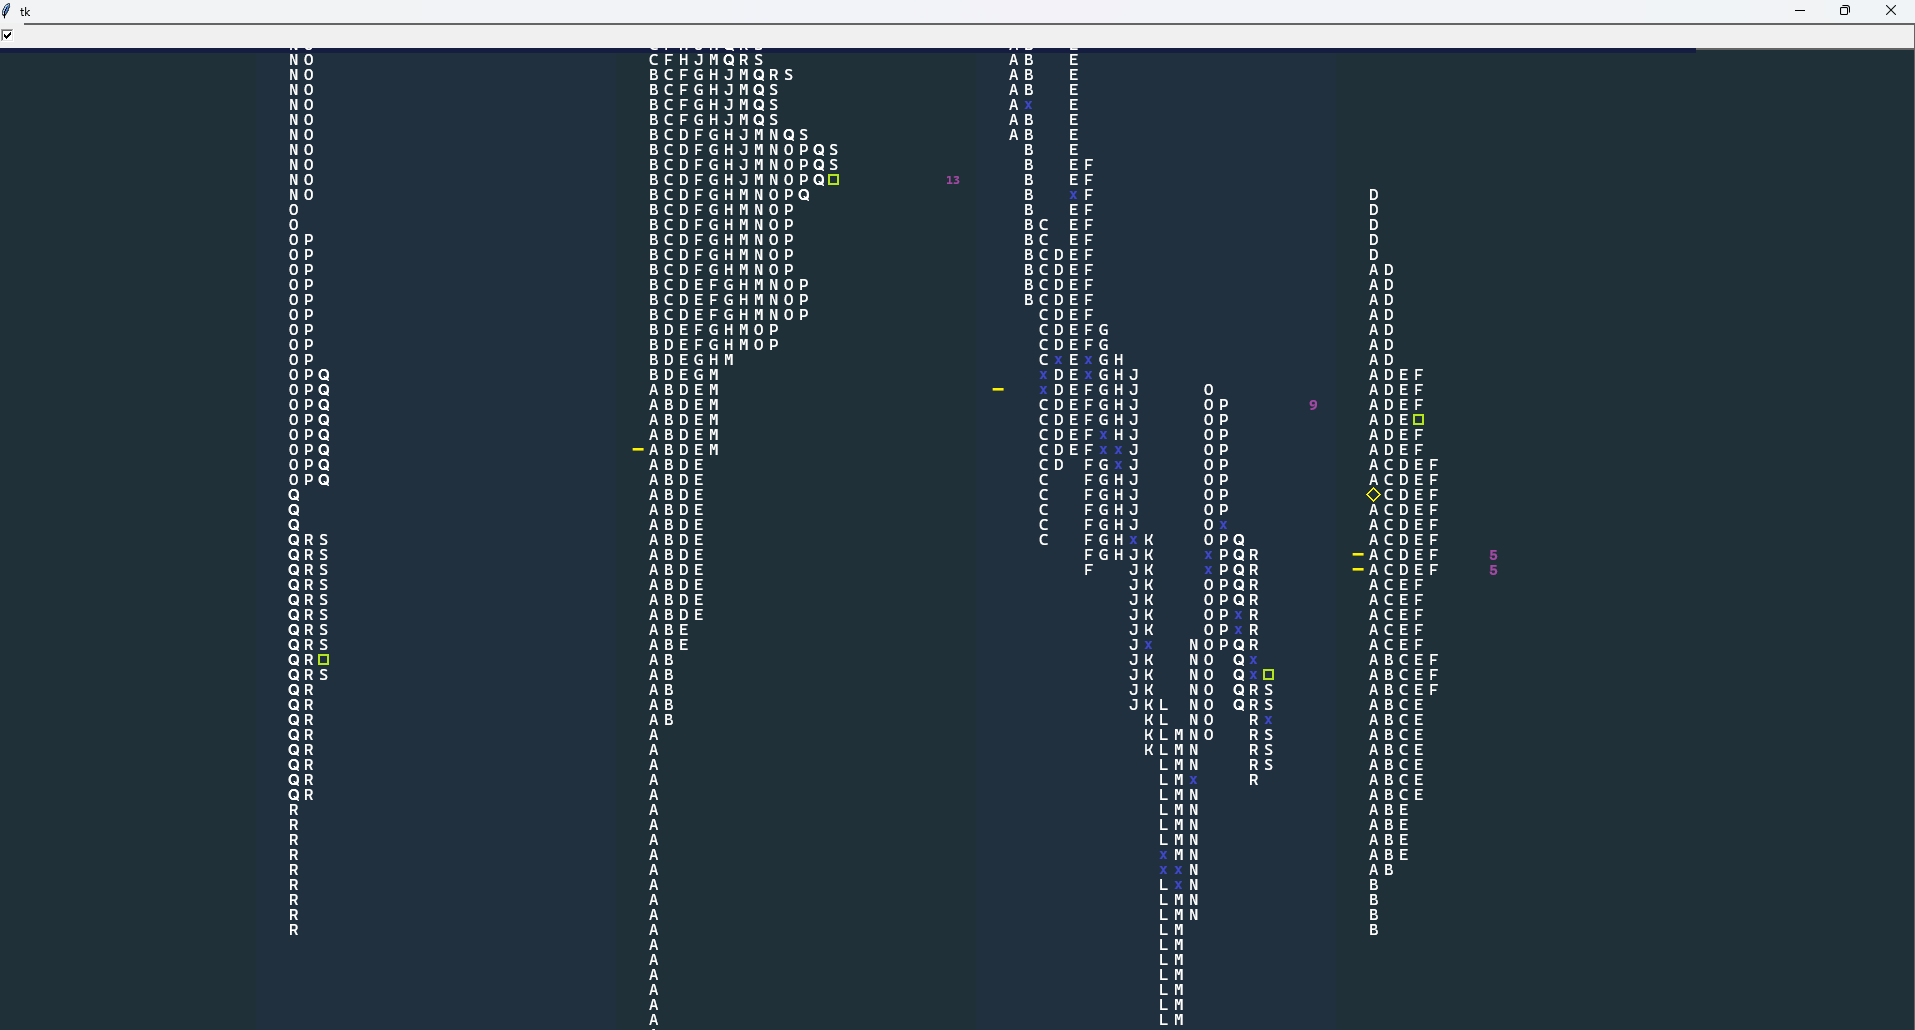 tk
N O C F H J M Q R S A B E
N O B C F G H J M Q R S A B E
N O B C F G H J M Q S A B E
N O B C F G H J M Q S A x E
N O B C F G H J M Q S A B E
N O B C D F G H J M N Q S A B E
N O B C D F G H J M N O P Q S B E
N O B C D F G H J M N O P Q S B E F
N O B C D F G H J M N O P Q 13 B E F
N O B C D F G H M N O P Q B x F D
O B C D F G H M N O P B E F D
O B C D F G H M N O P B C E F D
O P B C D F G H M N O P B C E F D
O P B C D F G H M N O P B C D E F D
O P B C D F G H M N O P B C D E F A D
O P B C D E F G H M N O P B C D E F A D
O P B C D E F G H M N O P B C D E F A D
O P B C D E F G H M N O P C D E F A D
O P B D E F G H M O P C D E F G A D
O P B D E F G H M O P C D E F G A D
O P B D E G H M C x E x G H A D
O P Q B D E G M x D E x G H J A D E F
O P Q A B D E M x D E F G H J O A D E F
O P Q A B D E M C D E F G H J O P 9 A D E F
O P Q A B D E M C D E F G H J O P A D E
O P Q A B D E M C D E F x H J O P A D E F
O P Q A B D E M C D E F x x J O P A D E F
O P Q A B D E C D F G x J O P A C D E F
O P Q A B D E C F G H J O P A C D E F
Q A B D E C F G H J O P C D E F
Q A B D E C F G H J O P A C D E F
Q A B D E C F G H J O x A C D E F
Q R S A B D E C F G H x K O P Q A C D E F
Q R S A B D E F G H J K x P Q R A C D E F 5
Q R S A B D E F J K x P Q R A C D E F 5
Q R S A B D E J K O P Q R A C E F
Q R S A B D E J K O P Q R A C E F
Q R S A B D E J K O P x R A C E F
Q R S A B E J K O P x R A C E F
Q R S A B E J x N O P Q R A C E F
Q R A B J K N O Q x A B C E F
Q R S A B J K N O Q x A B C E F
Q R A B J K N O Q R S A B C E F
Q R A B J K L N O Q R S A B C E
Q R A B K L N O R x A B C E
Q R A K L M N O R S A B C E
Q R A K L M N R S A B C E
Q R A L M N R S A B C E
Q R A L M x R A B C E
Q R A L M N A B C E
R A L M N A B E
R A L M N A B E
R A L M N A B E
R A x M N A B E
R A x x N A B
R A L x N B
R A L M N B
R A L M N B
R A L M B
A L M
A L M
A L M
A L M
A L M
A L M